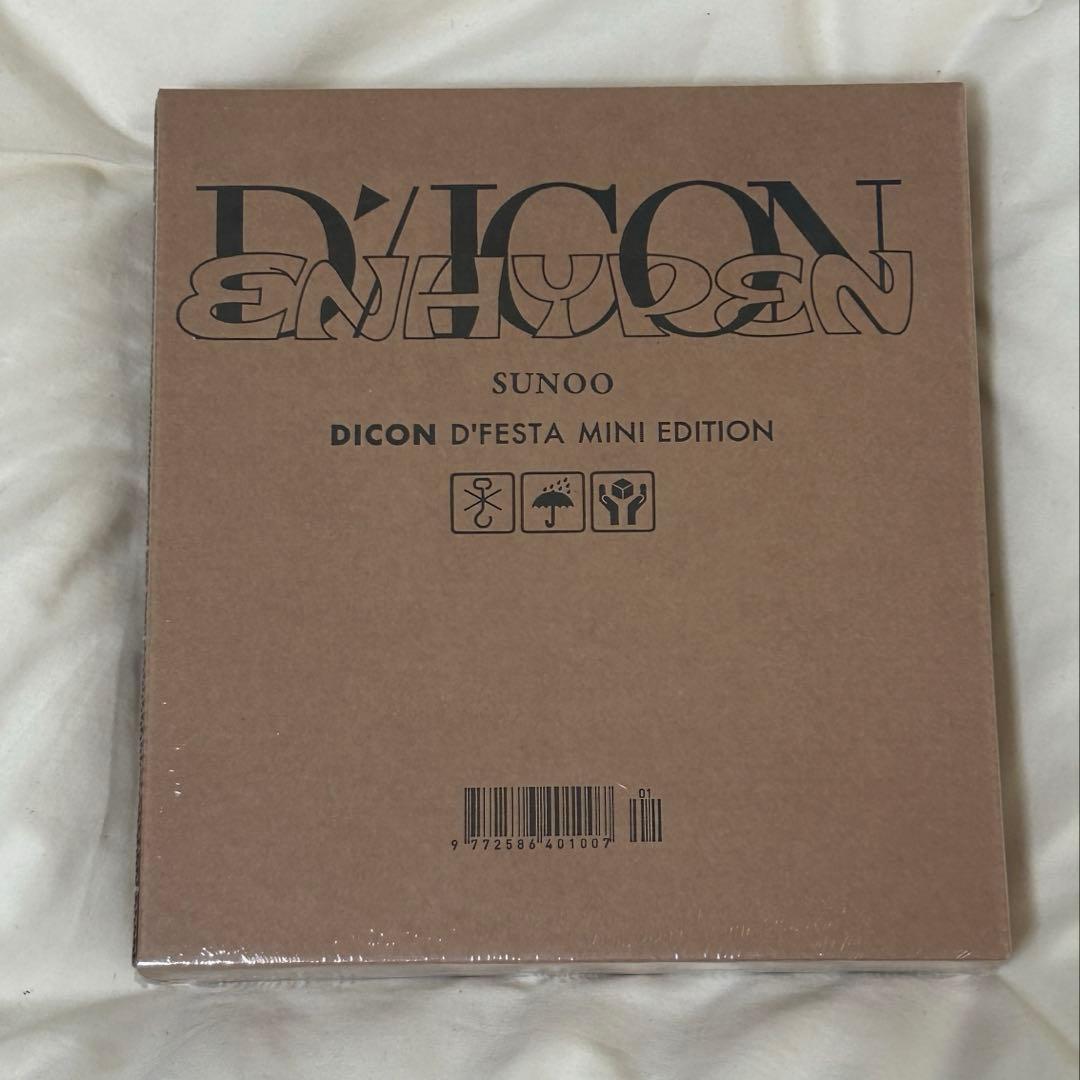 D'/ICON
ENHYPEN
SUNOO
DICON D'FESTA MINI EDITION
01
9 772586 401007